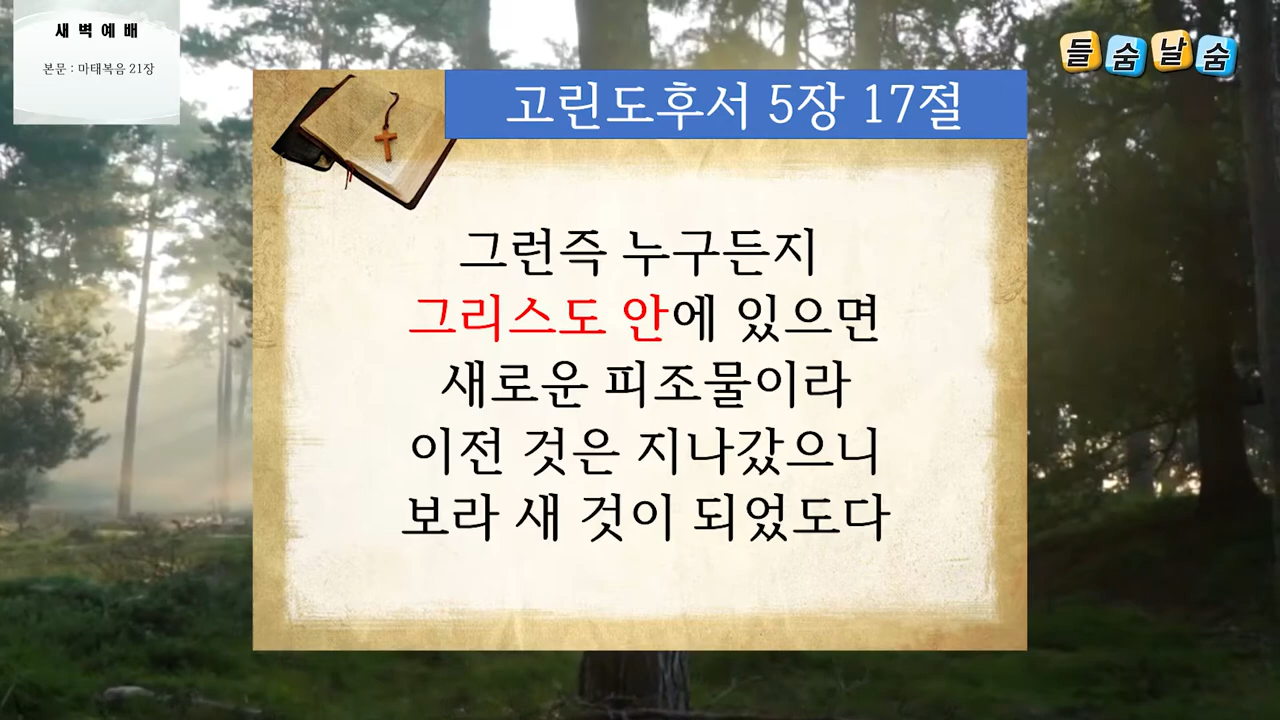 새벽예배
본문 : 마태복음 21장
들숨날숨
고린도후서 5장 17절
그런즉 누구든지
그리스도 안에 있으면
새로운 피조물이라
이전 것은 지나갔으니
보라 새 것이 되었도다